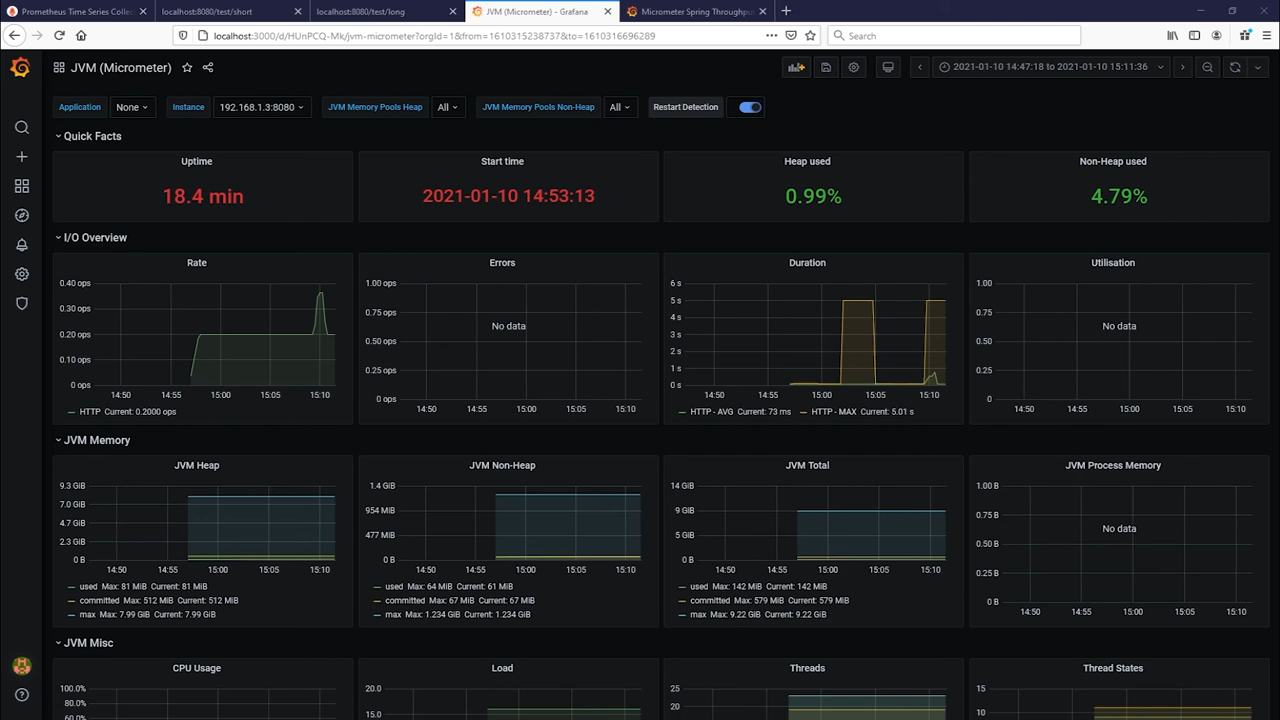 Prometheus Time Series Collec
localhost:8080/test/short
localhost:8080/test/long
JVM (Micrometer) - Grafana
Micrometer Spring Throughpu
localhost:3000/d/HUnPCQ-Mk/jvm-micrometer?orgId=1&from=1610315238737&to=1610316696289
Search
JVM (Micrometer)
2021-01-10 14:47:18 to 2021-01-10 15:11:36
Application None Instance 192.168.1.3:8080 JVM Memory Pools Heap All JVM Memory Pools Non-Heap All Restart Detection
Quick Facts
Uptime
18.4 min
Start time
2021-01-10 14:53:13
Heap used
0.99%
Non-Heap used
4.79%
I/O Overview
Rate
0.40 ops
0.30 ops
0.20 ops
0.10 ops
0 ops
14:50 14:55 15:00 15:05 15:10
HTTP Current: 0.2000 ops
Errors
1.00 ops
0.75 ops
0.50 ops
0.25 ops
0 ops
No data
14:50 14:55 15:00 15:05 15:10
Duration
6 s
5 s
4 s
3 s
2 s
1 s
0 s
14:50 14:55 15:00 15:05 15:10
HTTP - AVG Current: 73 ms HTTP - MAX Current: 5.01 s
Utilisation
1.00
0.75
0.50
0.25
0
No data
14:50 14:55 15:00 15:05 15:10
JVM Memory
JVM Heap
9.3 GiB
7.0 GiB
4.7 GiB
2.3 GiB
0 B
14:50 14:55 15:00 15:05 15:10
used Max: 81 MiB Current: 81 MiB
committed Max: 512 MiB Current: 512 MiB
max Max: 7.99 GiB Current: 7.99 GiB
JVM Non-Heap
1.4 GiB
954 MiB
477 MiB
0 B
14:50 14:55 15:00 15:05 15:10
used Max: 64 MiB Current: 61 MiB
committed Max: 67 MiB Current: 67 MiB
max Max: 1.234 GiB Current: 1.234 GiB
JVM Total
14 GiB
9 GiB
5 GiB
0 B
14:50 14:55 15:00 15:05 15:10
used Max: 142 MiB Current: 142 MiB
committed Max: 579 MiB Current: 579 MiB
max Max: 9.22 GiB Current: 9.22 GiB
JVM Process Memory
1.00 B
0.75 B
0.50 B
0.25 B
0 B
No data
14:50 14:55 15:00 15:05 15:10
JVM Misc
CPU Usage
100.0%
80.0%
60.0%
Load
20.0
15.0
Threads
25
20
Thread States
15
10